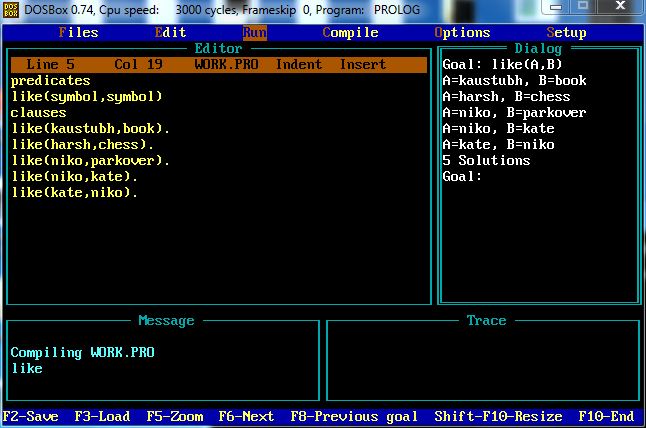 DOS BOX DOSBox 0.74, Cpu speed: 3000 cycles, Frameskip 0, Program: PROLOG
Files Edit Run Compile Options Setup
Editor
Line 5 Col 19 WORK.PRO Indent Insert
predicates
like(symbol,symbol)
clauses
like(kaustubh,book).
like(harsh,chess).
like(niko,parkover).
like(niko,kate).
like(kate,niko).
Dialog
Goal: like(A,B)
A=kaustubh, B=book
A=harsh, B=chess
A=niko, B=parkover
A=niko, B=kate
A=kate, B=niko
5 Solutions
Goal:
Message
Compiling WORK.PRO
like
Trace
F2-Save F3-Load F5-Zoom F6-Next F8-Previous goal Shift-F10-Resize F10-End